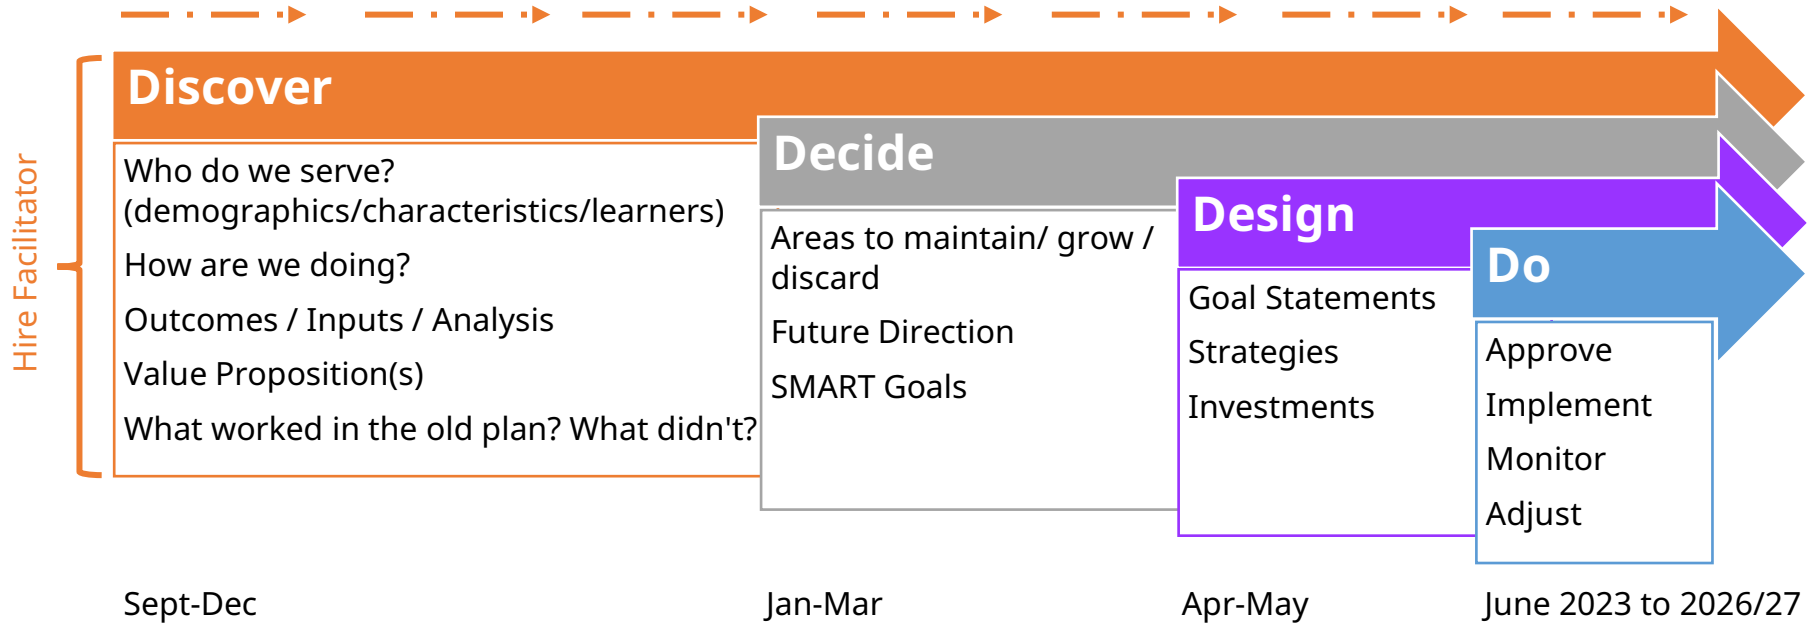 Hire Facilitator
Discover
Who do we serve?
(demographics/characteristics/learners)
How are we doing?
Outcomes / Inputs / Analysis
Value Proposition(s)
What worked in the old plan? What didn't?
Sept-Dec
Decide
Areas to maintain/ grow /
discard
Future Direction
SMART Goals
Jan-Mar
Design
Goal Statements
Strategies
Investments
Apr-May
Do
Approve
Implement
Monitor
Adjust
June 2023 to 2026/27